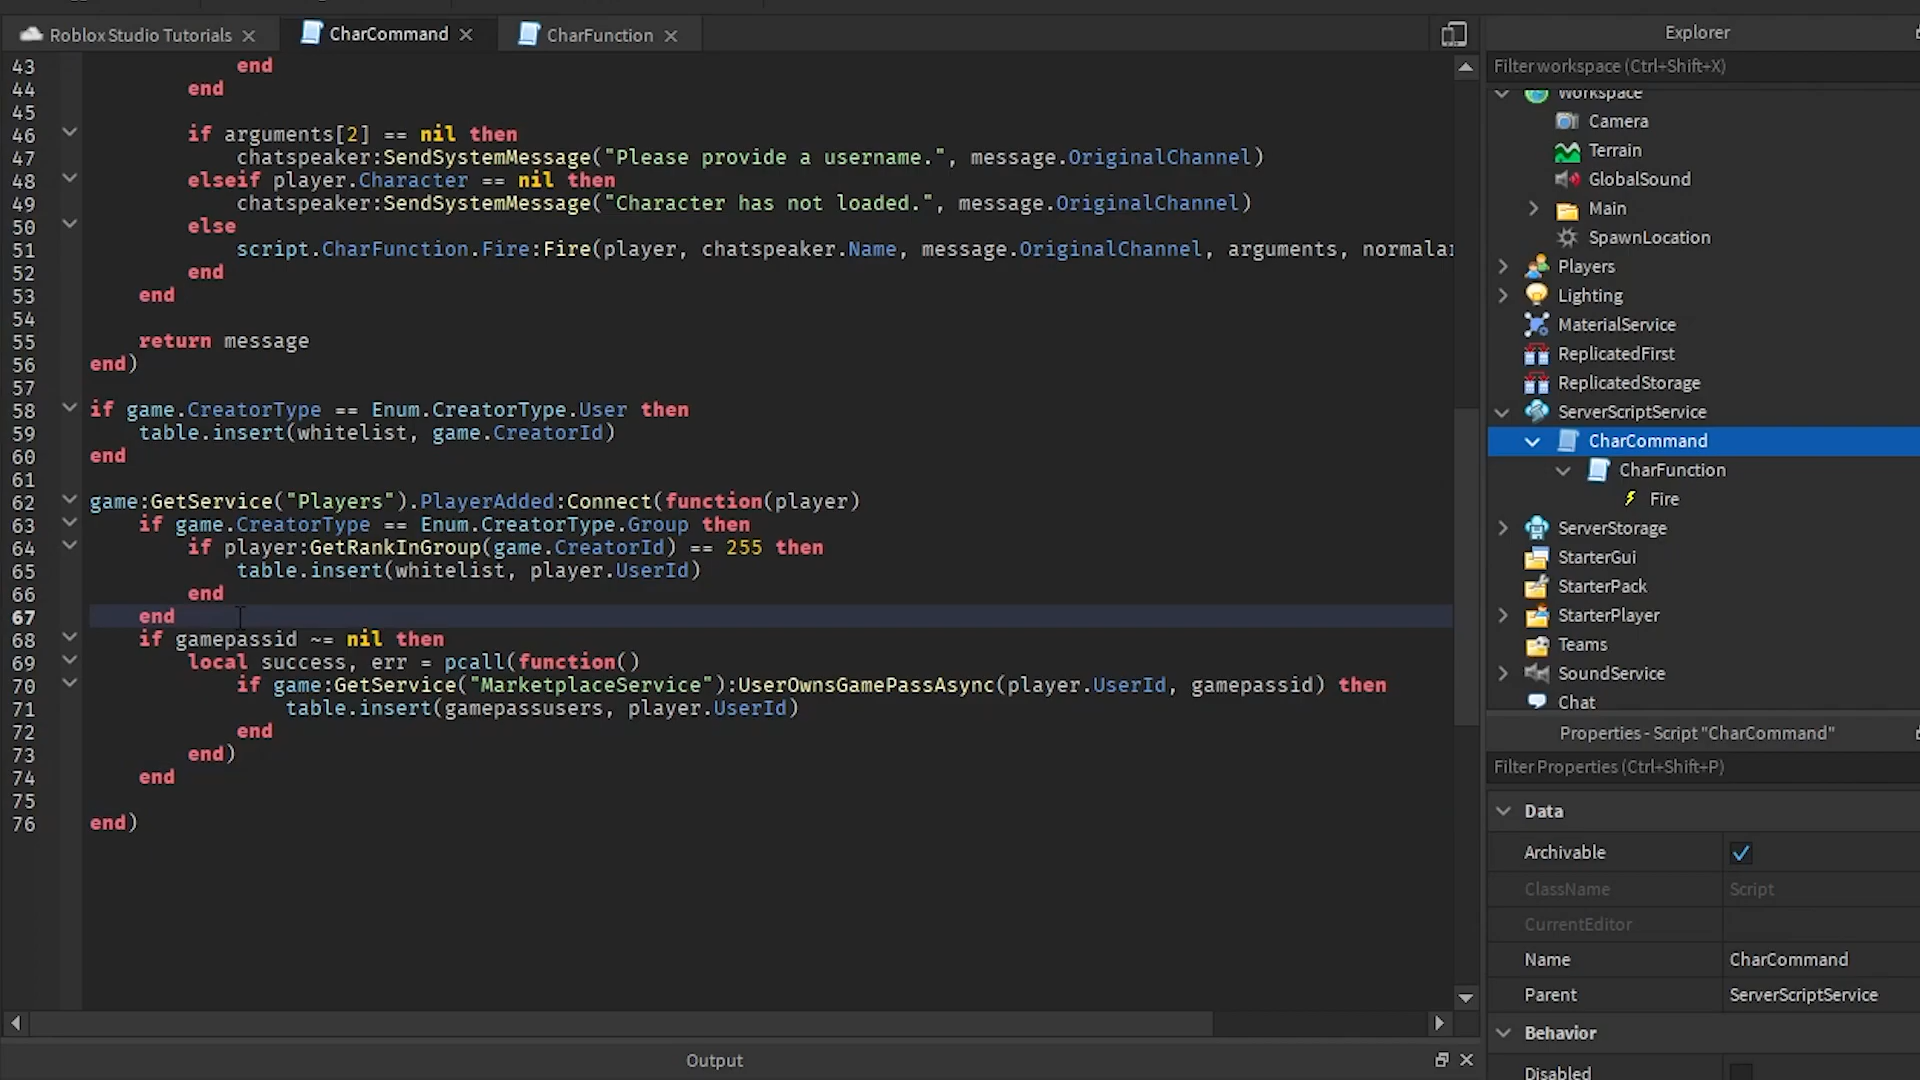 Roblox Studio Tutorials
CharCommand
CharFunction
43 end
44 end
45
46 if arguments[2] == nil then
47 chatspeaker:SendSystemMessage("Please provide a username.", message.OriginalChannel)
48 elseif player.Character == nil then
49 chatspeaker:SendSystemMessage("Character has not loaded.", message.OriginalChannel)
50 else
51 script.CharFunction.Fire:Fire(player, chatspeaker.Name, message.OriginalChannel, arguments, normala
52 end
53 end
54
55 return message
56 end)
57
58 if game.CreatorType == Enum.CreatorType.User then
59 table.insert(whitelist, game.CreatorId)
60 end
61
62 game:GetService("Players").PlayerAdded:Connect(function(player)
63 if game.CreatorType == Enum.CreatorType.Group then
64 if player:GetRankInGroup(game.CreatorId) == 255 then
65 table.insert(whitelist, player.UserId)
66 end
67 end
68 if gamepassid ~= nil then
69 local success, err = pcall(function()
70 if game:GetService("MarketplaceService"):UserOwnsGamePassAsync(player.UserId, gamepassid) then
71 table.insert(gamepassusers, player.UserId)
72 end
73 end)
74 end
75
76 end)
Output
Explorer
Filter workspace (Ctrl+Shift+X)
Workspace
Camera
Terrain
GlobalSound
Main
SpawnLocation
Players
Lighting
MaterialService
ReplicatedFirst
ReplicatedStorage
ServerScriptService
CharCommand
CharFunction
Fire
ServerStorage
StarterGui
StarterPack
StarterPlayer
Teams
SoundService
Chat
Properties - Script "CharCommand"
Filter Properties (Ctrl+Shift+P)
Data
Archivable
ClassName Script
CurrentEditor
Name CharCommand
Parent ServerScriptService
Behavior
Disabled